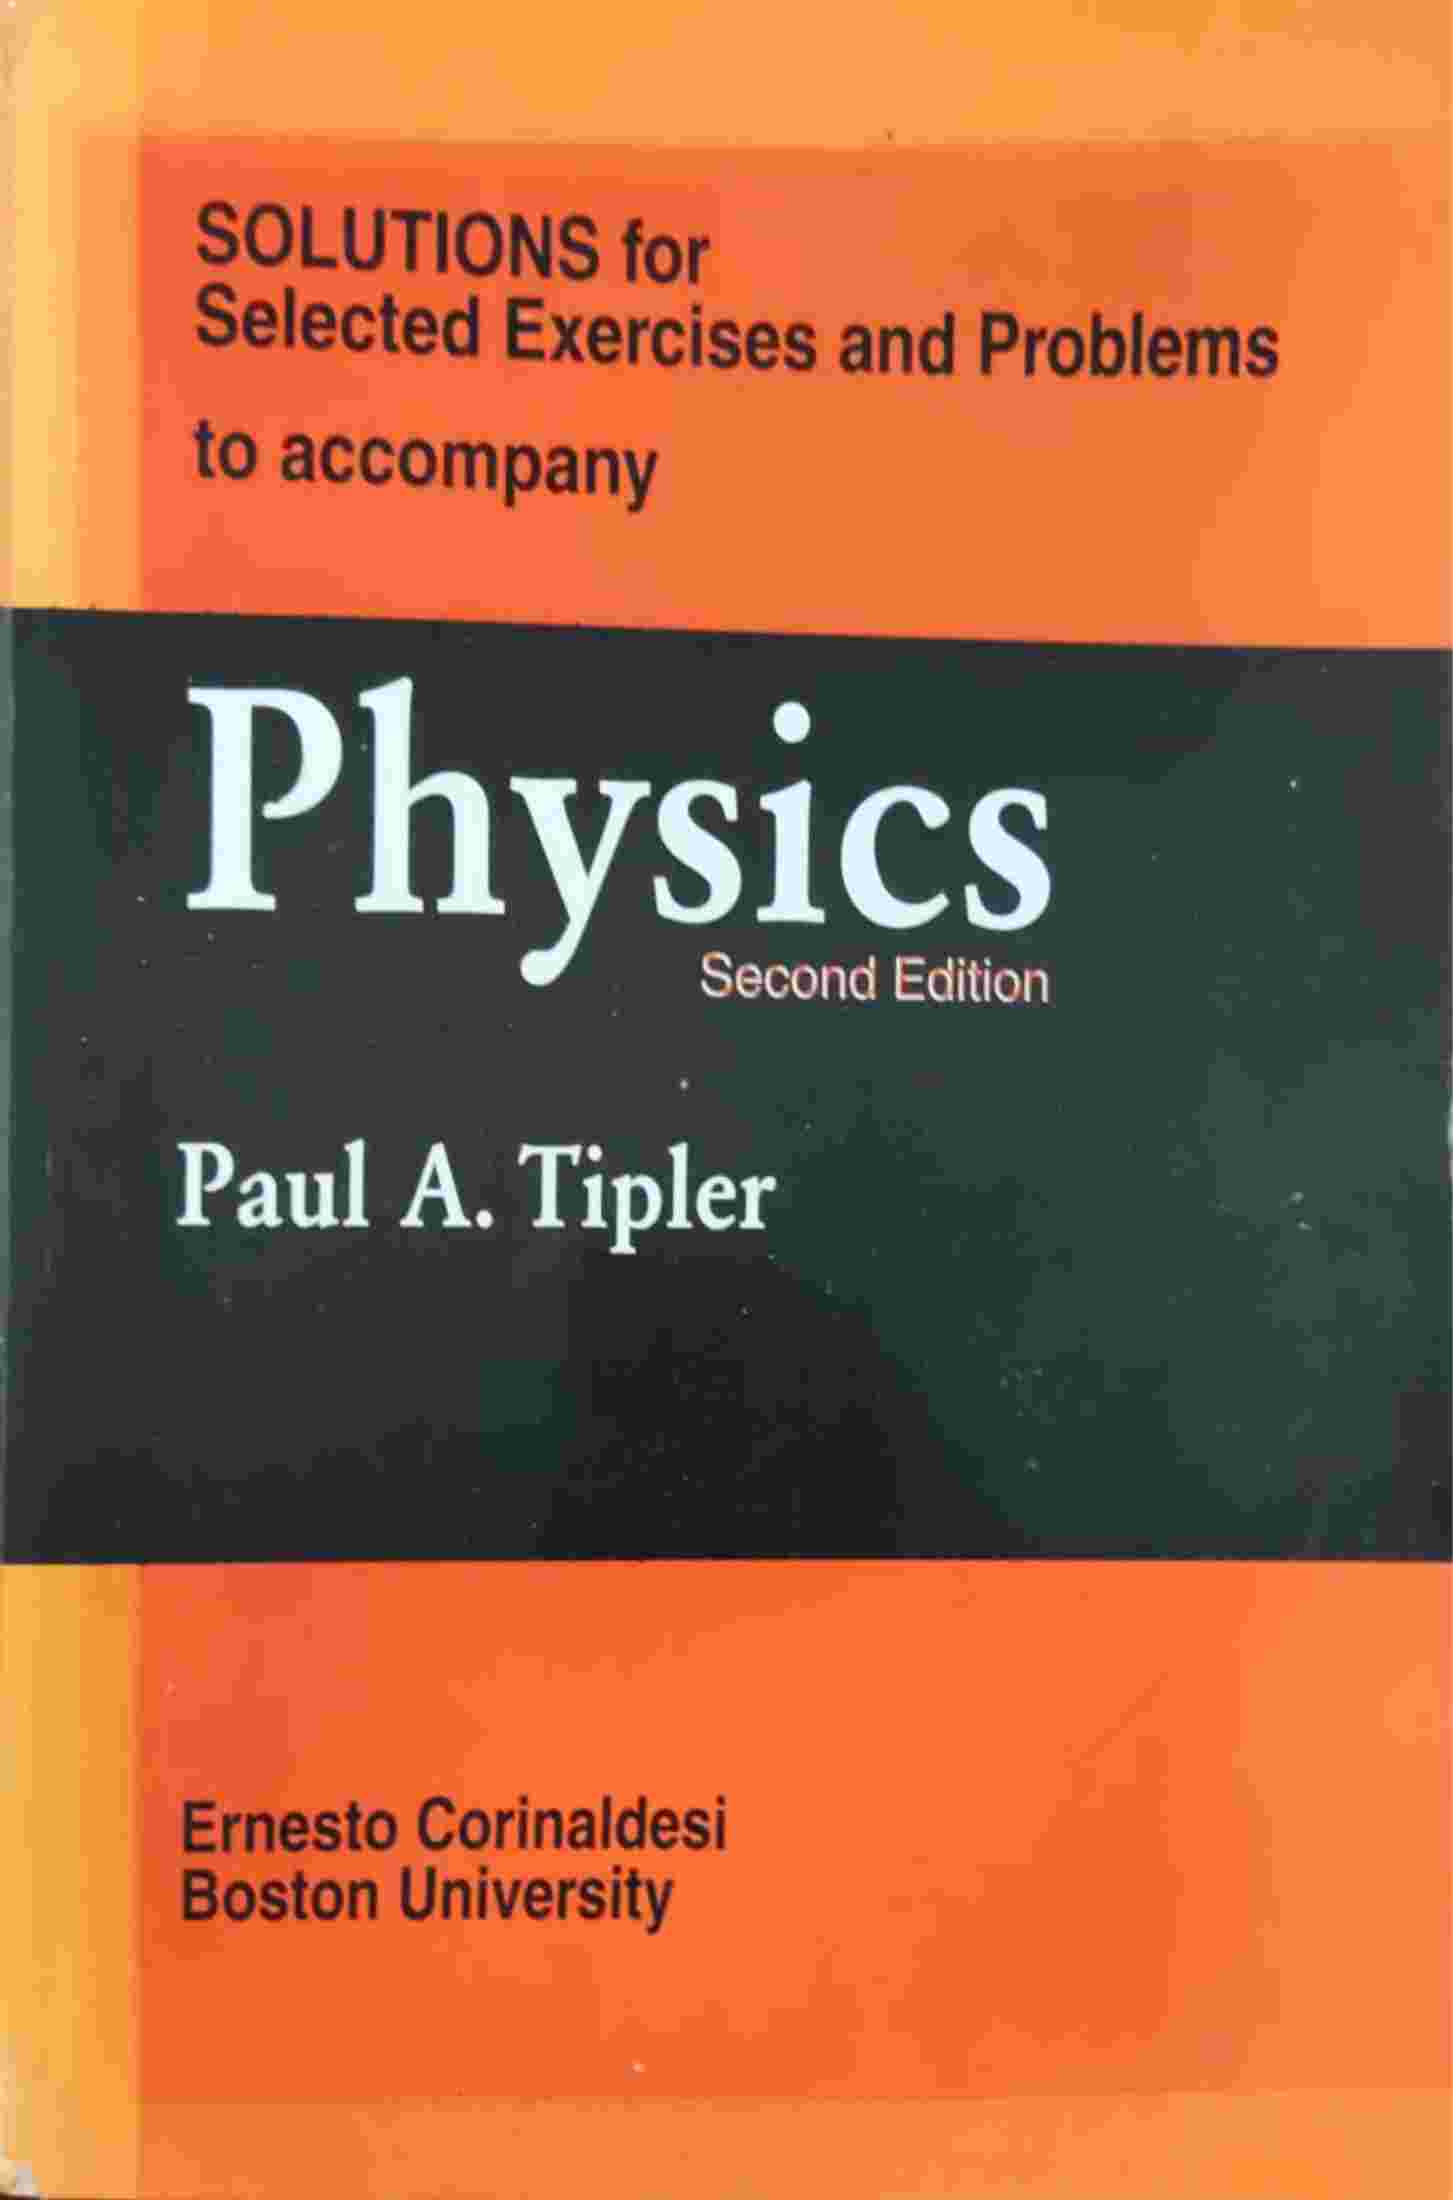 SOLUTIONS for
Selected Exercises and Problems
to accompany
Physics
Second Edition
Paul A. Tipler
Ernesto Corinaldesi
Boston University